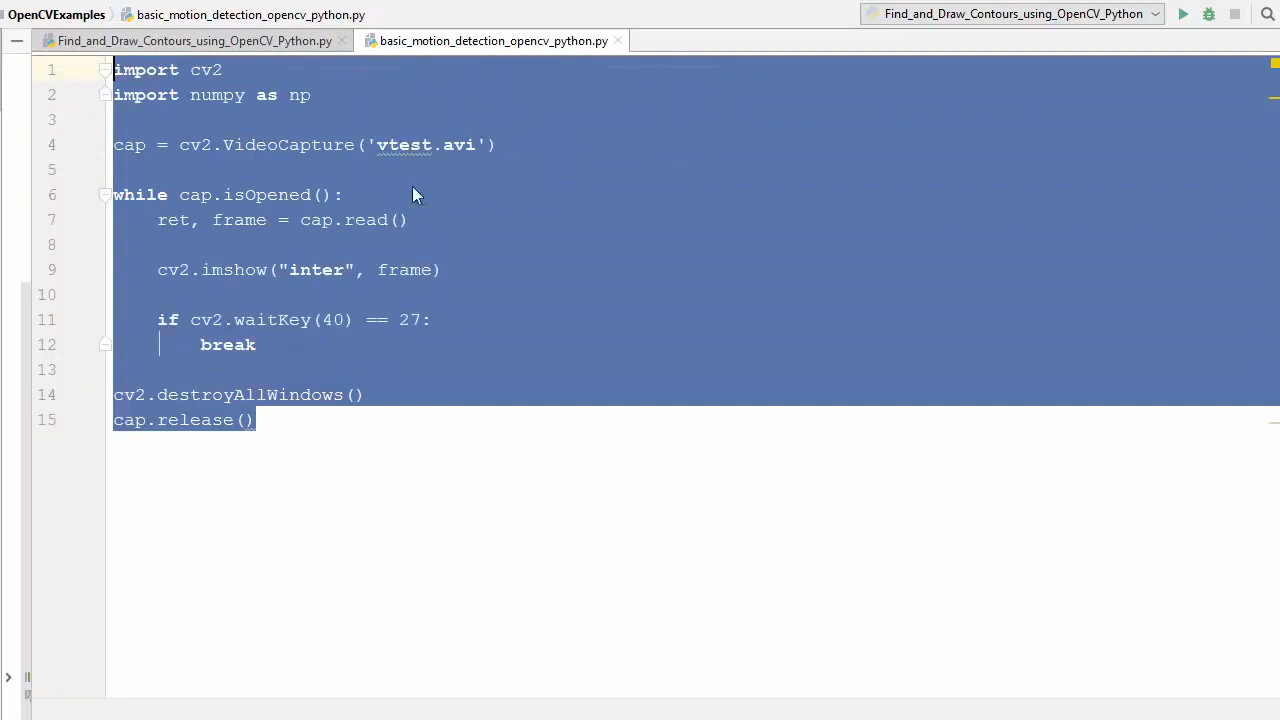 OpenCVExamples › basic_motion_detection_opencv_python.py Find_and_Draw_Contours_using_OpenCV_Python
Find_and_Draw_Contours_using_OpenCV_Python.py basic_motion_detection_opencv_python.py
1 import cv2
2 import numpy as np
3
4 cap = cv2.VideoCapture('vtest.avi')
5
6 while cap.isOpened():
7 ret, frame = cap.read()
8
9 cv2.imshow("inter", frame)
10
11 if cv2.waitKey(40) == 27:
12 break
13
14 cv2.destroyAllWindows()
15 cap.release()